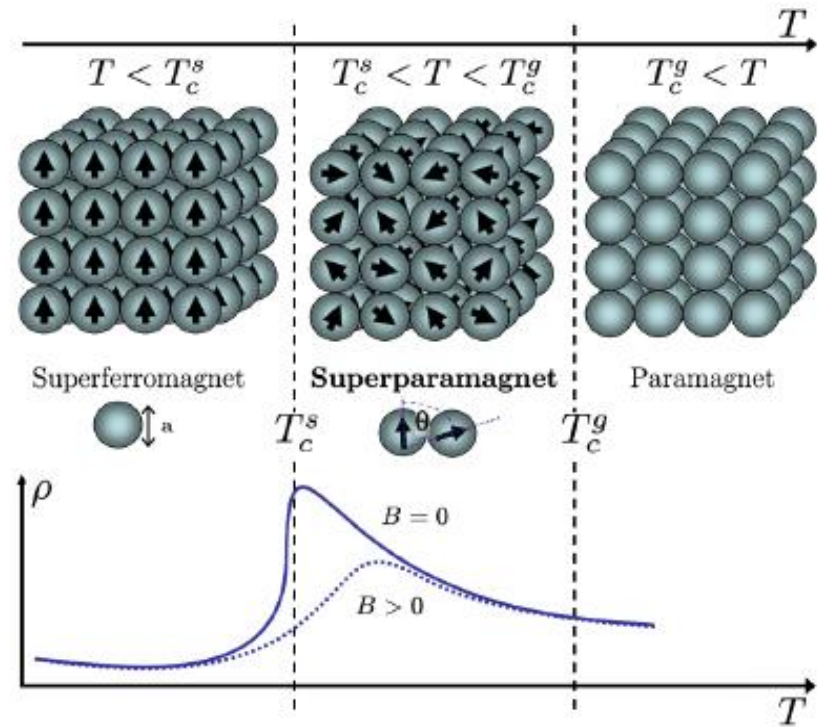 T
T < T_c^s
T_c^s < T < T_c^g
T_c^g < T
Superferromagnet
Superparamagnet
Paramagnet
a
T_c^s
θ
T_c^g
ρ
B = 0
B > 0
T